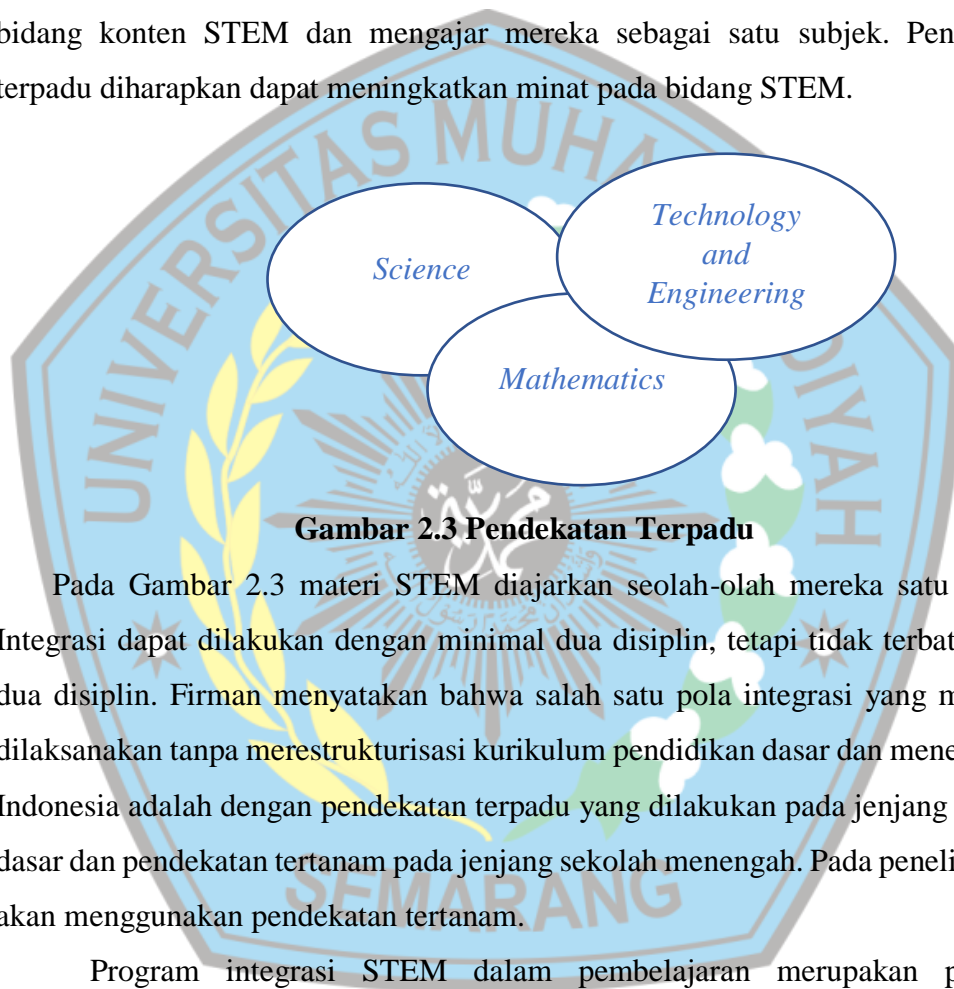 bidang konten STEM dan mengajar mereka sebagai satu subjek.
terpadu diharapkan dapat meningkatkan minat pada bidang STEM.
Science
Technology
and
Engineering
Mathematics
Gambar 2.3 Pendekatan Terpadu
Pada Gambar 2.3 materi STEM diajarkan seolah-olah mereka satu
Integrasi dapat dilakukan dengan minimal dua disiplin, tetapi tidak
dua disiplin. Firman menyatakan bahwa salah satu pola integrasi yang
dilaksanakan tanpa merestrukturisasi kurikulum pendidikan dasar dan
Indonesia adalah dengan pendekatan terpadu yang dilakukan pada jenjang
dasar dan pendekatan tertanam pada jenjang sekolah menengah. Pada
akan menggunakan pendekatan tertanam.
Program integrasi STEM dalam pembelajaran merupakan
UNIVERSITAS
SEMARANG